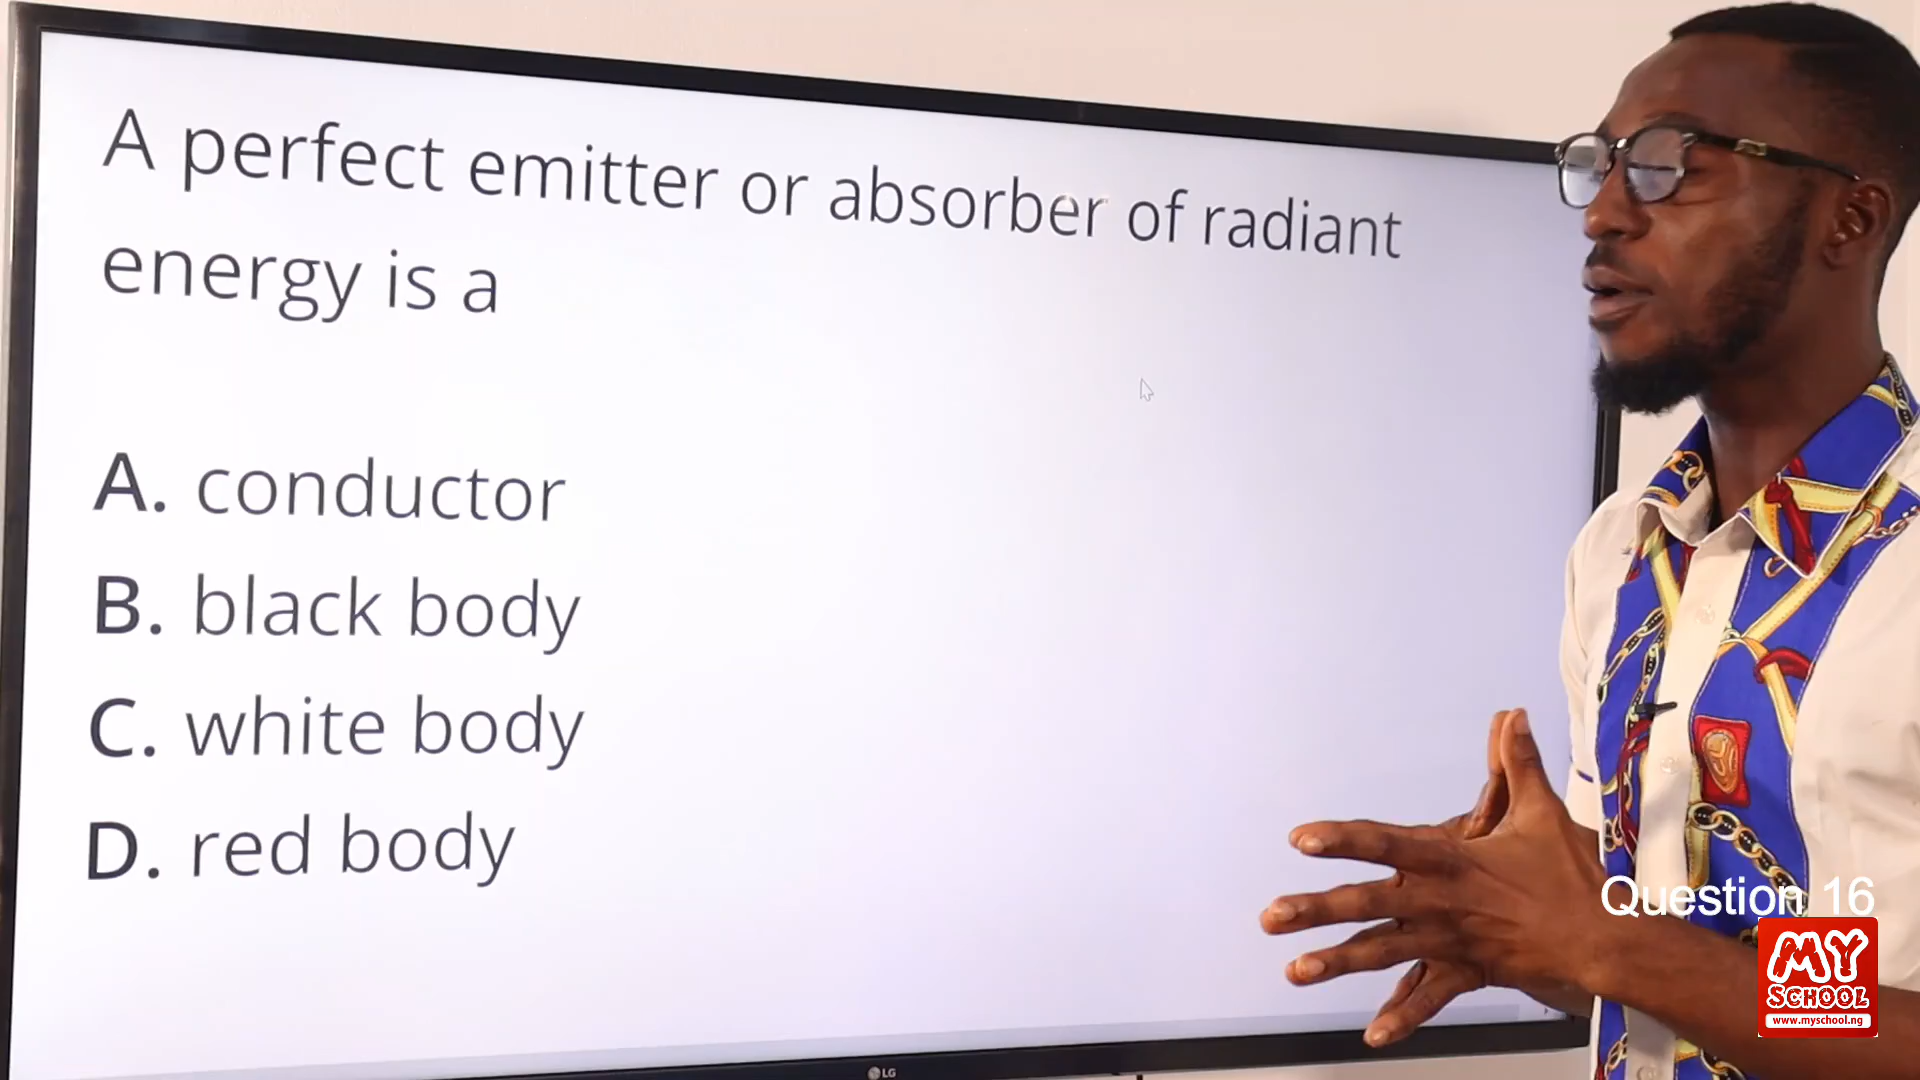 A perfect emitter or absorber of radiant
energy is a
A. conductor
B. black body
C. white body
D. red body
Question 16
MY
SCHOOL
www.myschool.ng
LG